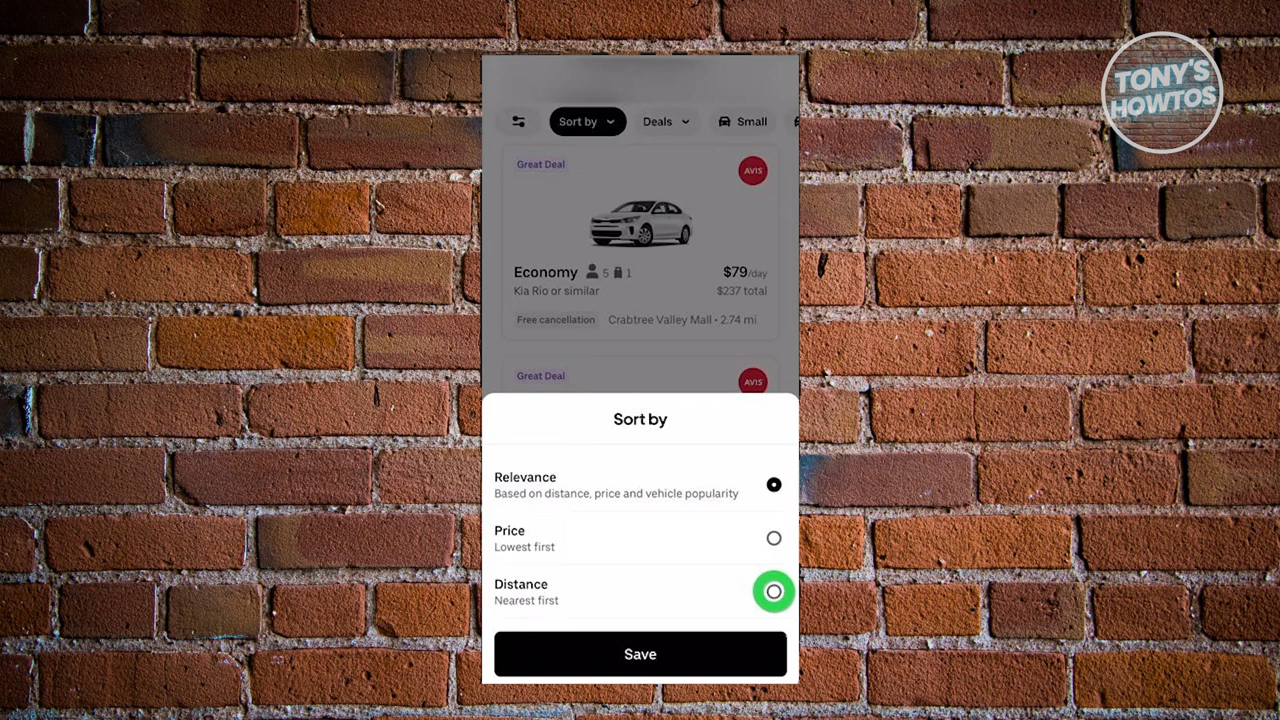 TONY'S
HOWTOS
Sort by
Deals
Small
Great Deal
AVIS
Economy 5 1
$79/day
Kia Rio or similar
$237 total
Free cancellation
Crabtree Valley Mall • 2.74 mi
Great Deal
AVIS
Sort by
Relevance
Based on distance, price and vehicle popularity
Price
Lowest first
Distance
Nearest first
Save